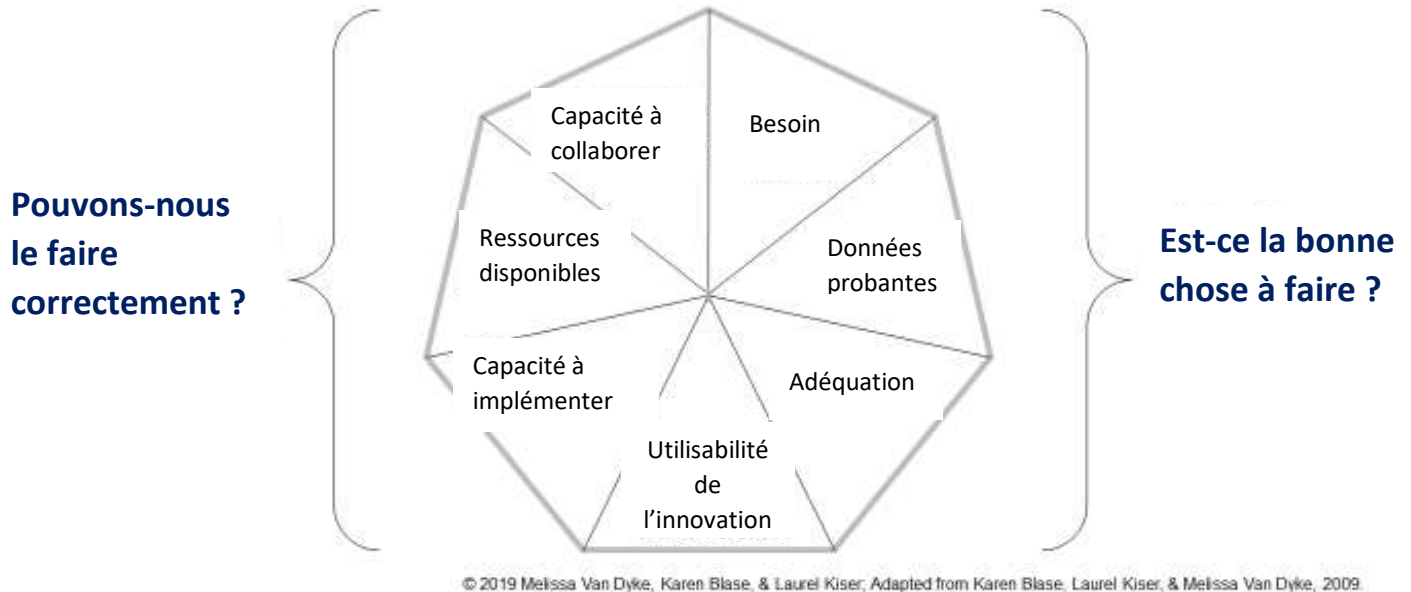 Pouvons-nous
le faire
correctement ?
Capacité à
collaborer
Besoin
Ressources
disponibles
Données
probantes
Capacité à
implémenter
Adéquation
Utilisabilité
de
l'innovation
Est-ce la bonne
chose à faire ?
© 2019 Melissa Van Dyke, Karen Blase, & Laurel Kiser; Adapted from Karen Blase, Laurel Kiser, & Melissa Van Dyke, 2009.